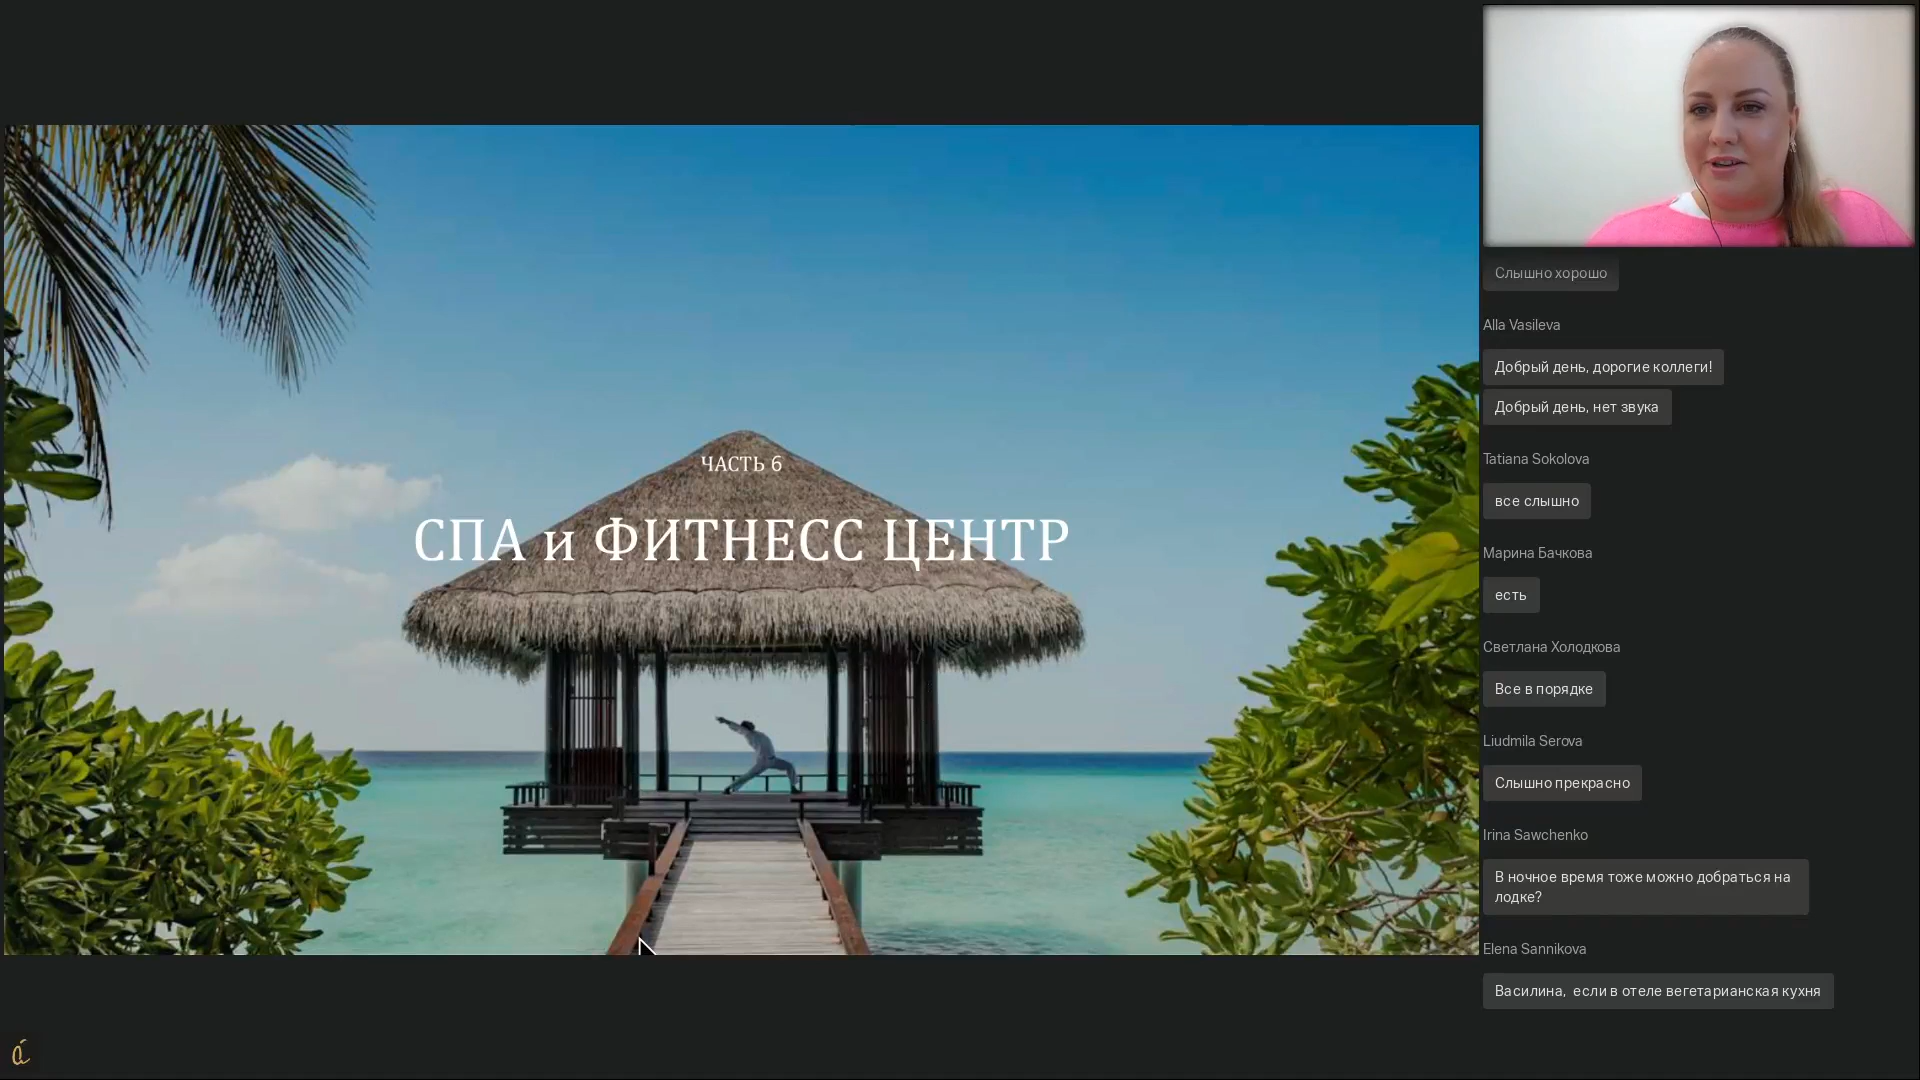 ЧАСТЬ 6
СПА и ФИТНЕСС ЦЕНТР
Слышно хорошо
Alla Vasileva
Добрый день, дорогие коллеги!
Добрый день, нет звука
Tatiana Sokolova
все слышно
Марина Бачкова
есть
Светлана Холодкова
Все в порядке
Liudmila Serova
Слышно прекрасно
Irina Sawchenko
В ночное время тоже можно добраться на
лодке?
Elena Sannikova
Василина,  если в отеле вегетарианская кухня
á